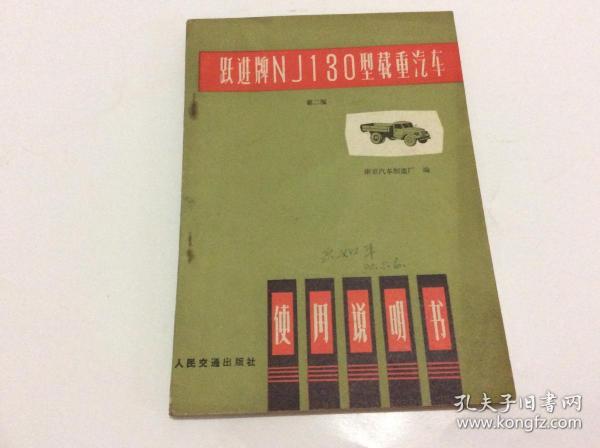 跃进牌NJ130型载重汽车
第二版
南京汽车制造厂 编
使用说明书
人民交通出版社
孔夫子旧书网
www.kongfz.com